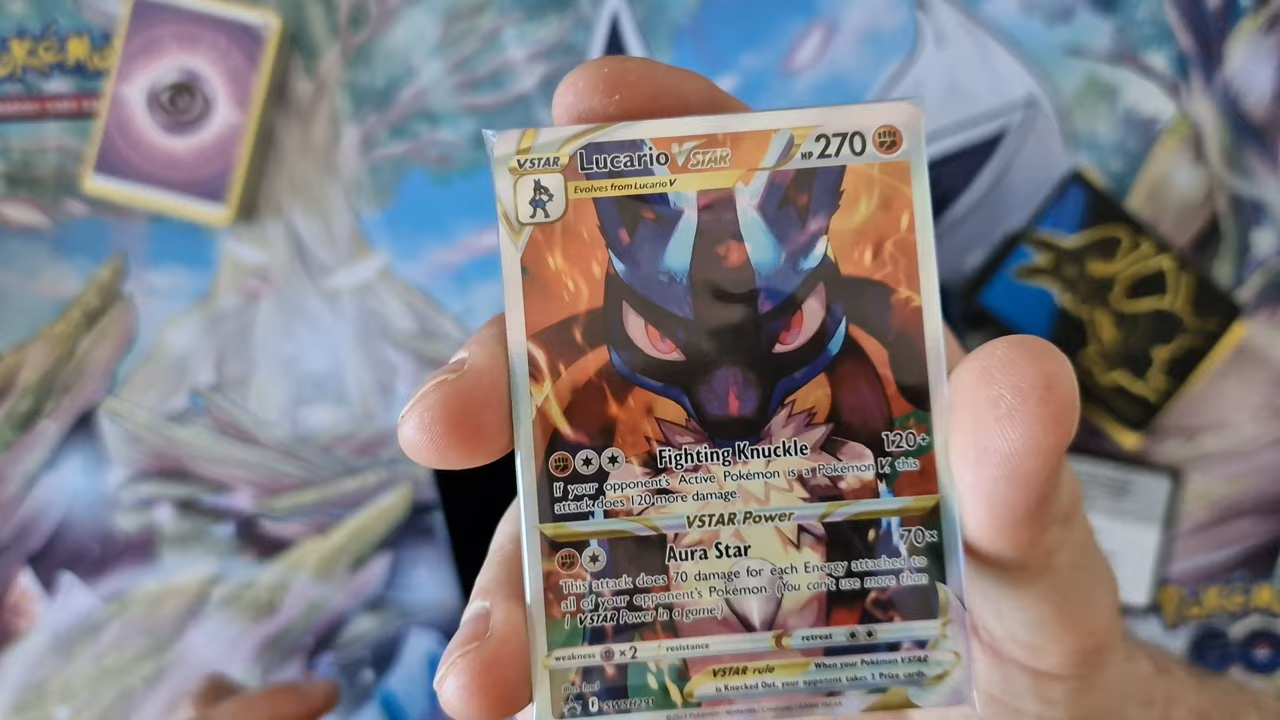 POKéMON
VSTAR
Lucario VSTAR
HP 270
Evolves from Lucario V
Fighting Knuckle 120+
If your opponent's Active Pokémon is a Pokémon V, this
attack does 120 more damage.
VSTAR Power
Aura Star 70×
This attack does 70 damage for each Energy attached to
all of your opponent's Pokémon. (You can't use more than
1 VSTAR Power in a game.)
weakness ×2 resistance retreat
VSTAR rule When your Pokémon VSTAR
is Knocked Out, your opponent takes 2 Prize cards.
F SWSH291
POKéMON
GO